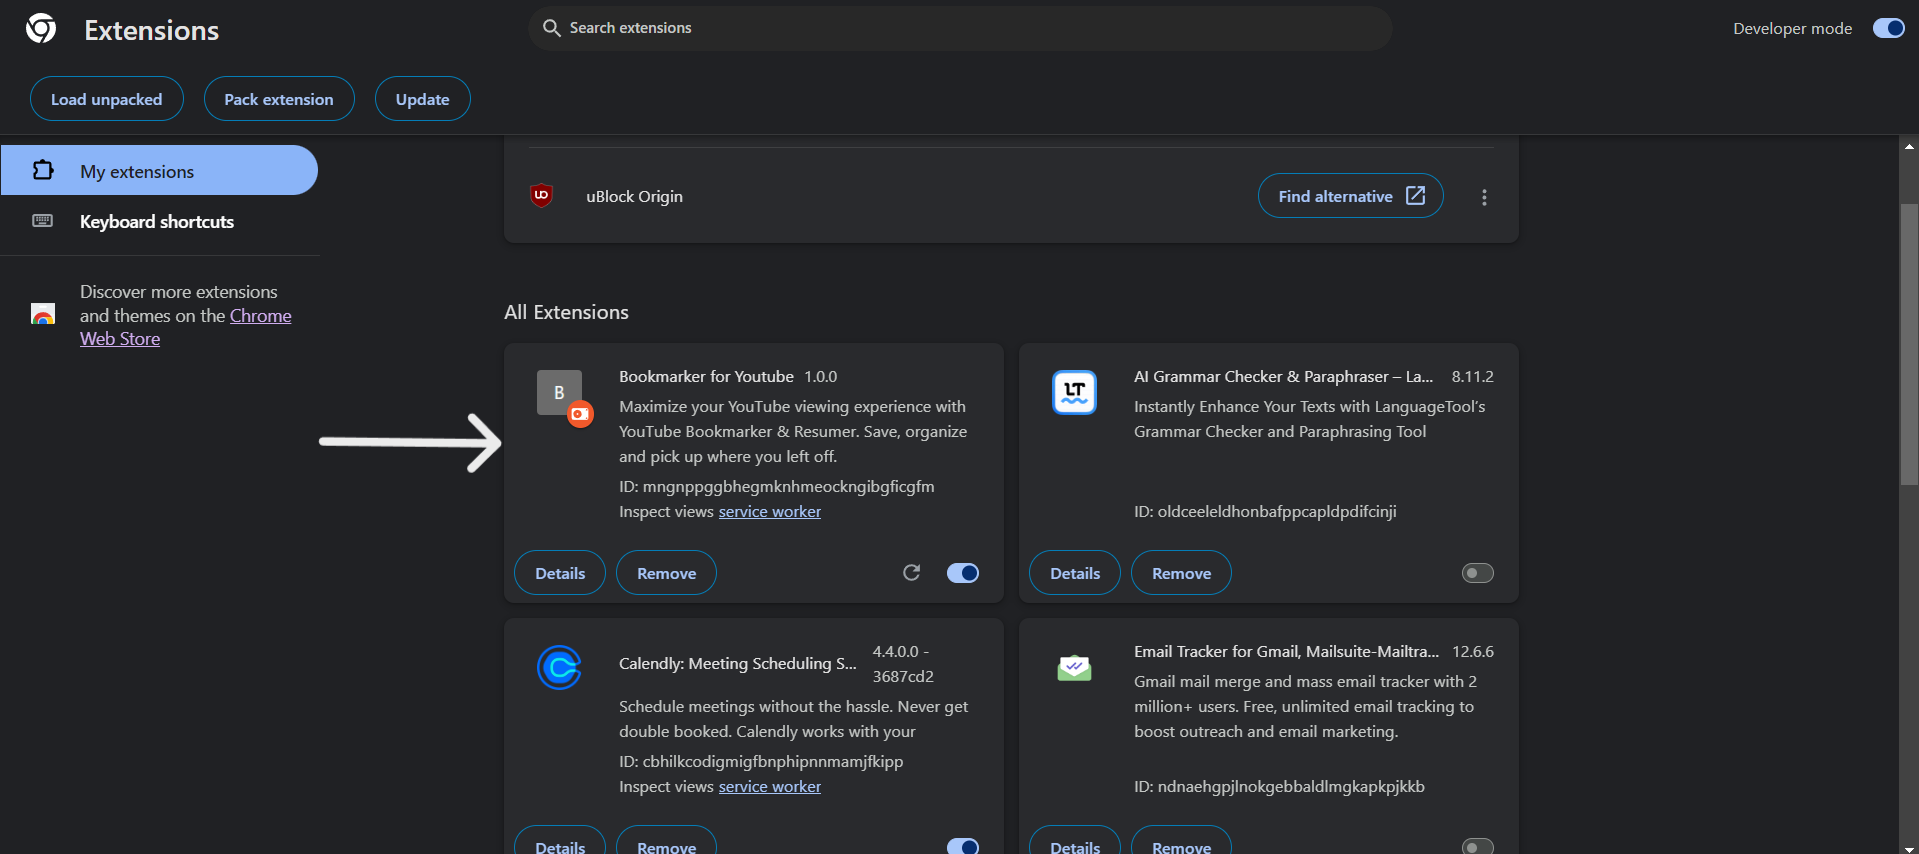 Extensions
Search extensions
Developer mode
Load unpacked
Pack extension
Update
My extensions
Keyboard shortcuts
Discover more extensions
and themes on the Chrome
Web Store
uBlock Origin
Find alternative
All Extensions
B
Bookmarker for Youtube 1.0.0
Maximize your YouTube viewing experience with
YouTube Bookmarker & Resumer. Save, organize
and pick up where you left off.
ID: mngnppggbhegmknhmeockngibgficgfm
Inspect views service worker
Details
Remove
LT
AI Grammar Checker & Paraphraser – La... 8.11.2
Instantly Enhance Your Texts with LanguageTool's
Grammar Checker and Paraphrasing Tool
ID: oldceeleldhonbafppcapldpdifcinji
Details
Remove
Calendly: Meeting Scheduling S...
4.4.0.0 -
3687cd2
Schedule meetings without the hassle. Never get
double booked. Calendly works with your
ID: cbhilkcodigmigfbnphipnnmamjfkipp
Inspect views service worker
Details
Remove
Email Tracker for Gmail, Mailsuite-Mailtra... 12.6.6
Gmail mail merge and mass email tracker with 2
million+ users. Free, unlimited email tracking to
boost outreach and email marketing.
ID: ndnaehgpjlnokgebbaldlmgkapkpjkkb
Details
Remove